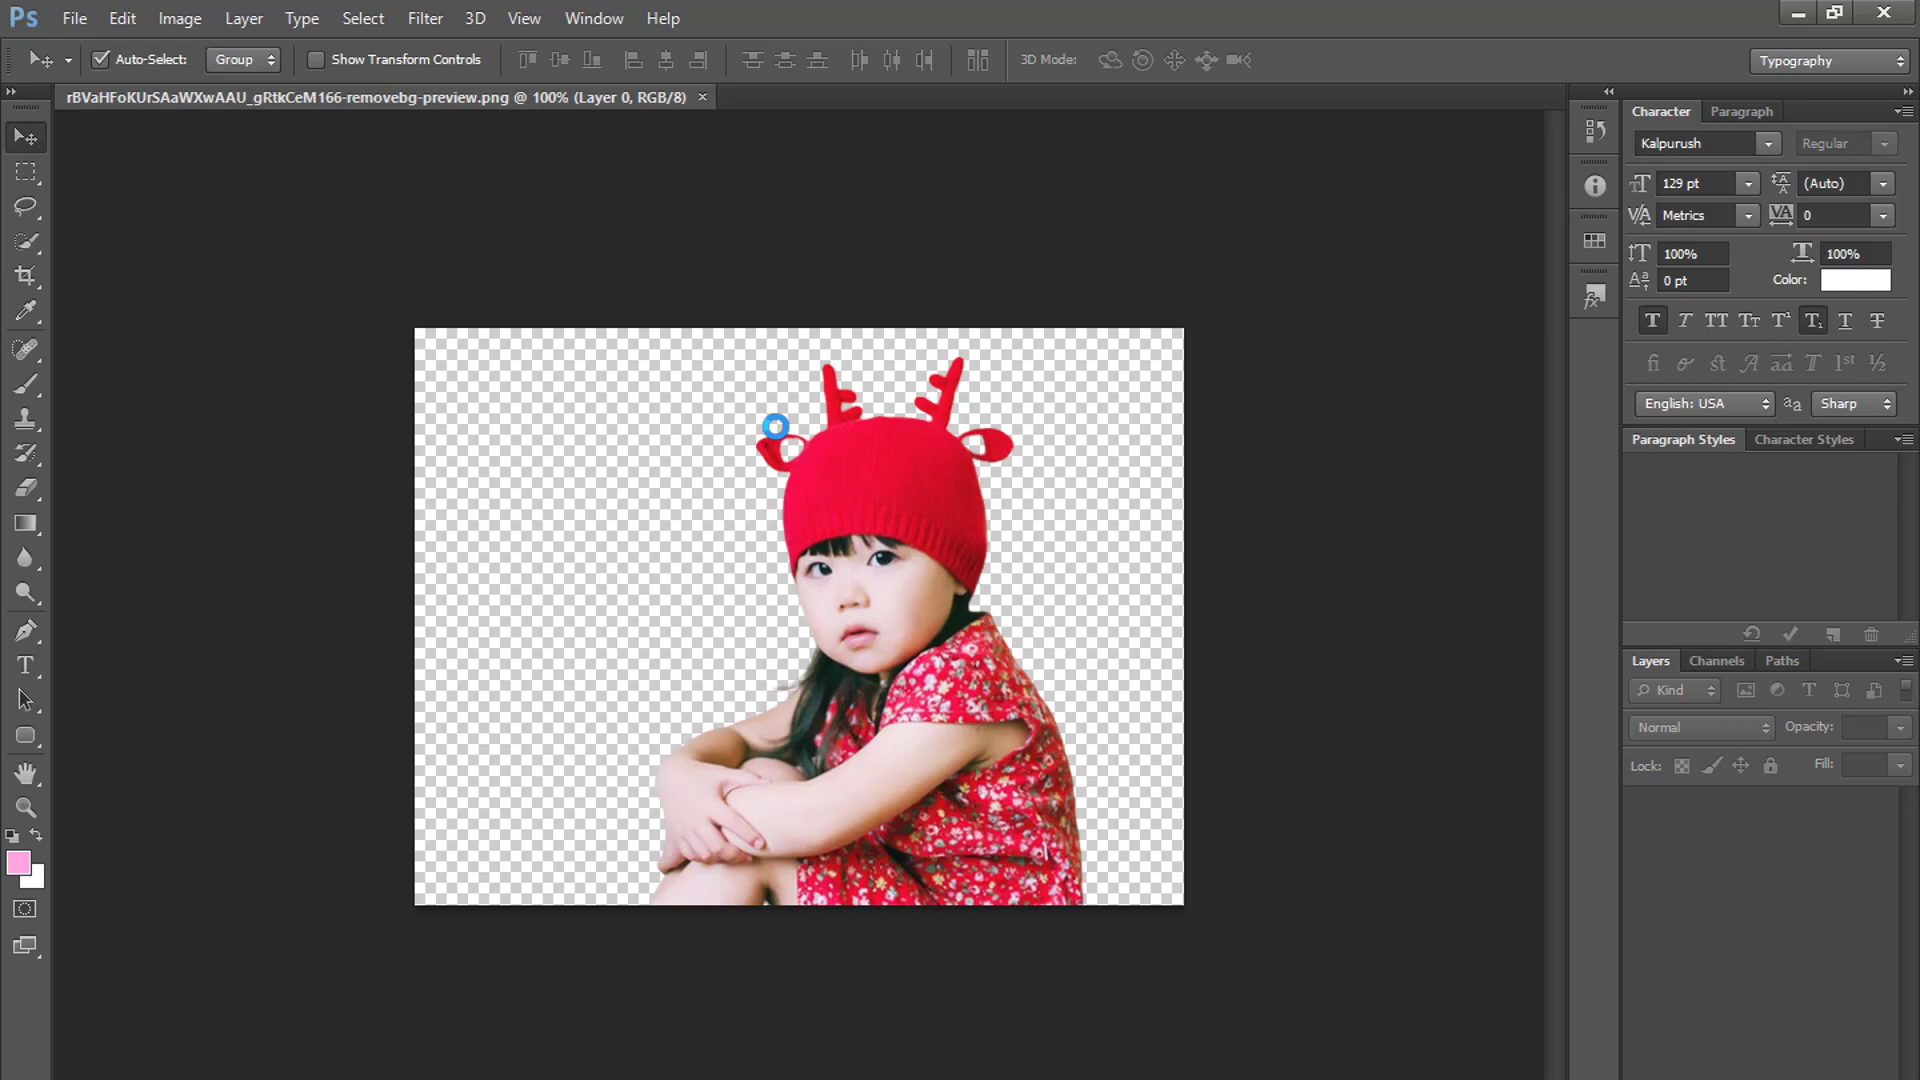 Ps File Edit Image Layer Type Select Filter 3D View Window Help
Auto-Select: Group Show Transform Controls 3D Mode: Typography
rBVaHFoKUrSAaWXwAAU_gRtkCeM166-removebg-preview.png @ 100% (Layer 0, RGB/8) ×
Character Paragraph
Kalpurush Regular
129 pt (Auto)
Metrics 0
100% 100%
0 pt Color:
English: USA aa Sharp
Paragraph Styles Character Styles
Layers Channels Paths
Kind
Normal Opacity:
Lock: Fill: